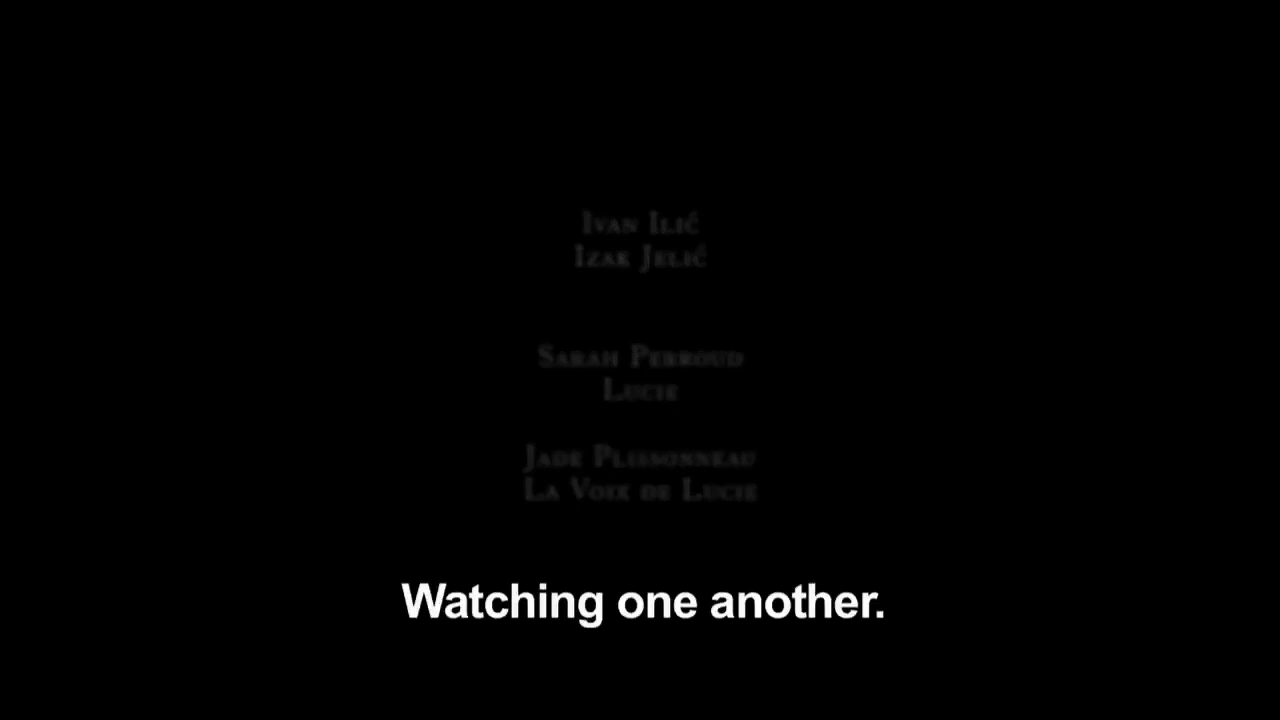 Ivan Ilić
Izak Jelić
Sarah Perroud
Lucie
Jade Plissonneau
La Voix de Lucie
Watching one another.